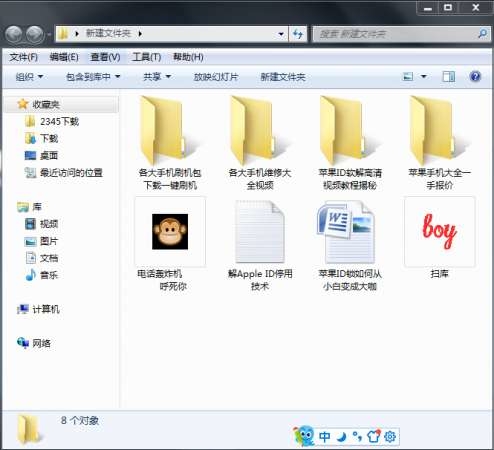 新建文件夹
搜索 新建文件夹
文件(F) 编辑(E) 查看(V) 工具(T) 帮助(H)
组织 包含到库中 共享 放映幻灯片 新建文件夹
收藏夹
2345下载
下载
桌面
最近访问的位置
库
视频
图片
文档
音乐
计算机
网络
各大手机刷机包
下载一键刷机
各大手机维修大
全视频
苹果ID软解高清
视频教程揭秘
苹果手机大全一
手报价
boy
电话轰炸机
呼死你
解Apple ID停用
技术
苹果ID锁如何从
小白变成大咖
扫库
8 个对象
中